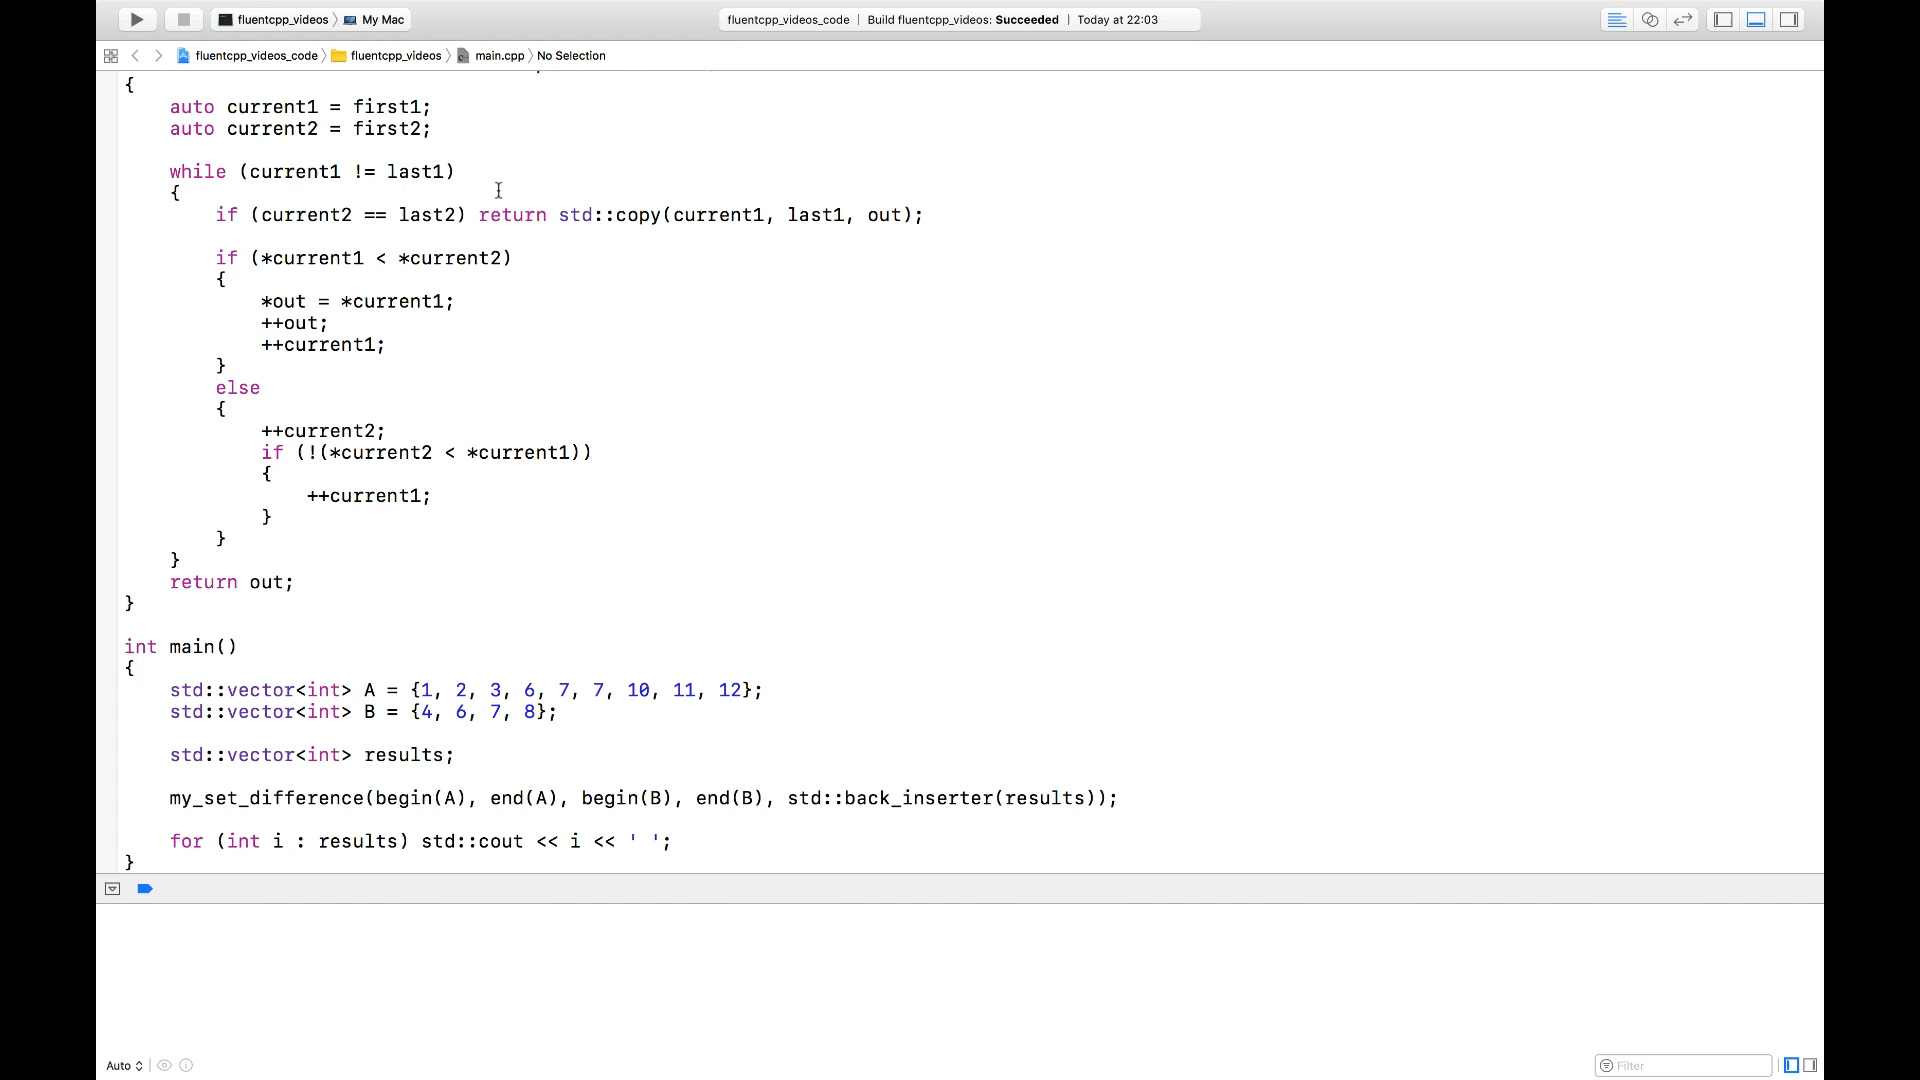 fluentcpp_videos 〉 My Mac
fluentcpp_videos_code | Build fluentcpp_videos: Succeeded | Today at 22:03
fluentcpp_videos_code 〉 fluentcpp_videos 〉 main.cpp 〉 No Selection
{
    auto current1 = first1;
    auto current2 = first2;
    while (current1 != last1)
    {
        if (current2 == last2) return std::copy(current1, last1, out);
        if (*current1 < *current2)
        {
            *out = *current1;
            ++out;
            ++current1;
        }
        else
        {
            ++current2;
            if (!(*current2 < *current1))
            {
                ++current1;
            }
        }
    }
    return out;
}
int main()
{
    std::vector<int> A = {1, 2, 3, 6, 7, 7, 10, 11, 12};
    std::vector<int> B = {4, 6, 7, 8};
    std::vector<int> results;
    my_set_difference(begin(A), end(A), begin(B), end(B), std::back_inserter(results));
    for (int i : results) std::cout << i << ' ';
}
Auto
Filter